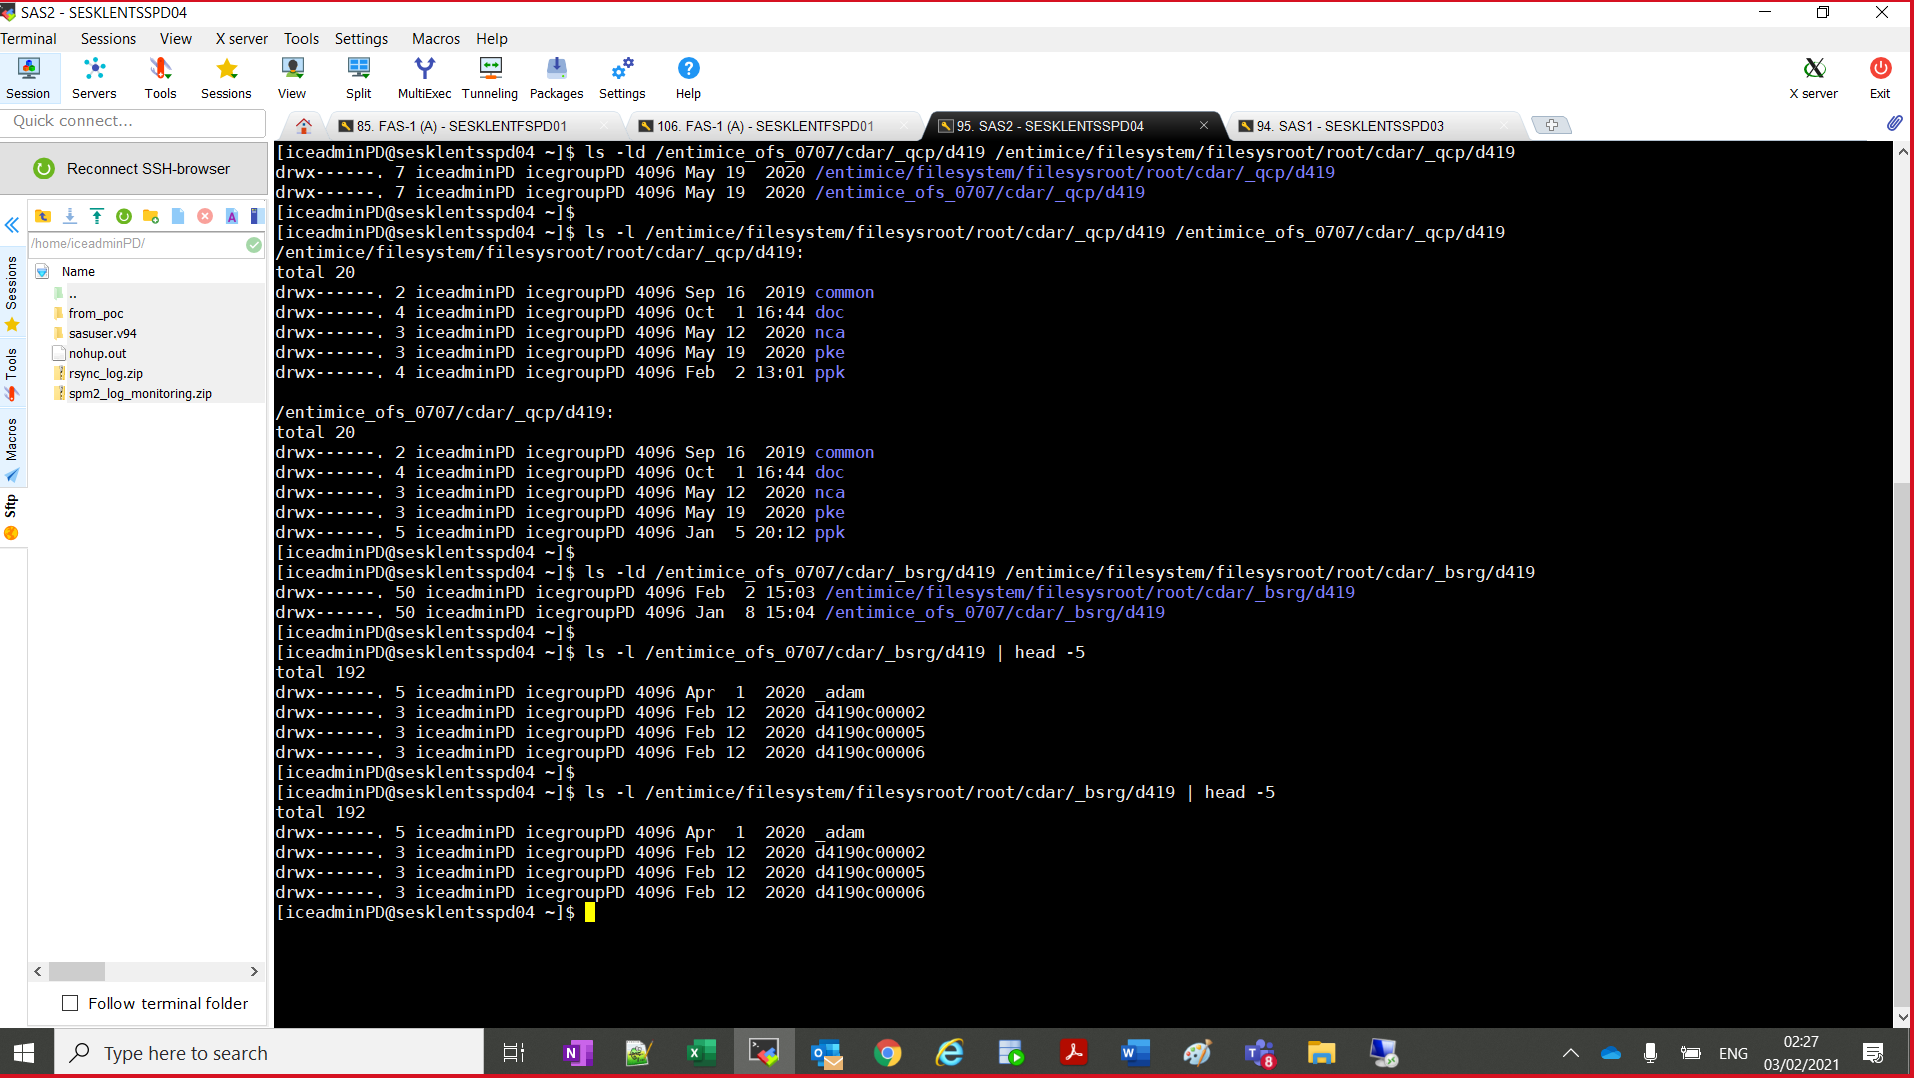 SAS2 - SESKLENTSSPD04
Terminal Sessions View X server Tools Settings Macros Help
Session Servers Tools Sessions View Split MultiExec Tunneling Packages Settings Help X server Exit
Quick connect...
85. FAS-1 (A) - SESKLENTFSPD01
106. FAS-1 (A) - SESKLENTFSPD01
95. SAS2 - SESKLENTSSPD04
94. SAS1 - SESKLENTSSPD03
Reconnect SSH-browser
/home/iceadminPD/
Name
..
from_poc
sasuser.v94
nohup.out
rsync_log.zip
spm2_log_monitoring.zip
Sessions
Tools
Macros
Sftp
Follow terminal folder
[iceadminPD@sesklentsspd04 ~]$ ls -ld /entimice_ofs_0707/cdar/_qcp/d419 /entimice/filesystem/filesysroot/root/cdar/_qcp/d419
drwx------. 7 iceadminPD icegroupPD 4096 May 19  2020 /entimice/filesystem/filesysroot/root/cdar/_qcp/d419
drwx------. 7 iceadminPD icegroupPD 4096 May 19  2020 /entimice_ofs_0707/cdar/_qcp/d419
[iceadminPD@sesklentsspd04 ~]$
[iceadminPD@sesklentsspd04 ~]$ ls -l /entimice/filesystem/filesysroot/root/cdar/_qcp/d419 /entimice_ofs_0707/cdar/_qcp/d419
/entimice/filesystem/filesysroot/root/cdar/_qcp/d419:
total 20
drwx------. 2 iceadminPD icegroupPD 4096 Sep 16  2019 common
drwx------. 4 iceadminPD icegroupPD 4096 Oct  1 16:44 doc
drwx------. 3 iceadminPD icegroupPD 4096 May 12  2020 nca
drwx------. 3 iceadminPD icegroupPD 4096 May 19  2020 pke
drwx------. 4 iceadminPD icegroupPD 4096 Feb  2 13:01 ppk
/entimice_ofs_0707/cdar/_qcp/d419:
total 20
drwx------. 2 iceadminPD icegroupPD 4096 Sep 16  2019 common
drwx------. 4 iceadminPD icegroupPD 4096 Oct  1 16:44 doc
drwx------. 3 iceadminPD icegroupPD 4096 May 12  2020 nca
drwx------. 3 iceadminPD icegroupPD 4096 May 19  2020 pke
drwx------. 5 iceadminPD icegroupPD 4096 Jan  5 20:12 ppk
[iceadminPD@sesklentsspd04 ~]$
[iceadminPD@sesklentsspd04 ~]$ ls -ld /entimice_ofs_0707/cdar/_bsrg/d419 /entimice/filesystem/filesysroot/root/cdar/_bsrg/d419
drwx------. 50 iceadminPD icegroupPD 4096 Feb  2 15:03 /entimice/filesystem/filesysroot/root/cdar/_bsrg/d419
drwx------. 50 iceadminPD icegroupPD 4096 Jan  8 15:04 /entimice_ofs_0707/cdar/_bsrg/d419
[iceadminPD@sesklentsspd04 ~]$
[iceadminPD@sesklentsspd04 ~]$ ls -l /entimice_ofs_0707/cdar/_bsrg/d419 | head -5
total 192
drwx------. 5 iceadminPD icegroupPD 4096 Apr  1  2020 _adam
drwx------. 3 iceadminPD icegroupPD 4096 Feb 12  2020 d4190c00002
drwx------. 3 iceadminPD icegroupPD 4096 Feb 12  2020 d4190c00005
drwx------. 3 iceadminPD icegroupPD 4096 Feb 12  2020 d4190c00006
[iceadminPD@sesklentsspd04 ~]$
[iceadminPD@sesklentsspd04 ~]$ ls -l /entimice/filesystem/filesysroot/root/cdar/_bsrg/d419 | head -5
total 192
drwx------. 5 iceadminPD icegroupPD 4096 Apr  1  2020 _adam
drwx------. 3 iceadminPD icegroupPD 4096 Feb 12  2020 d4190c00002
drwx------. 3 iceadminPD icegroupPD 4096 Feb 12  2020 d4190c00005
drwx------. 3 iceadminPD icegroupPD 4096 Feb 12  2020 d4190c00006
[iceadminPD@sesklentsspd04 ~]$
Type here to search
8
ENG
02:27
03/02/2021